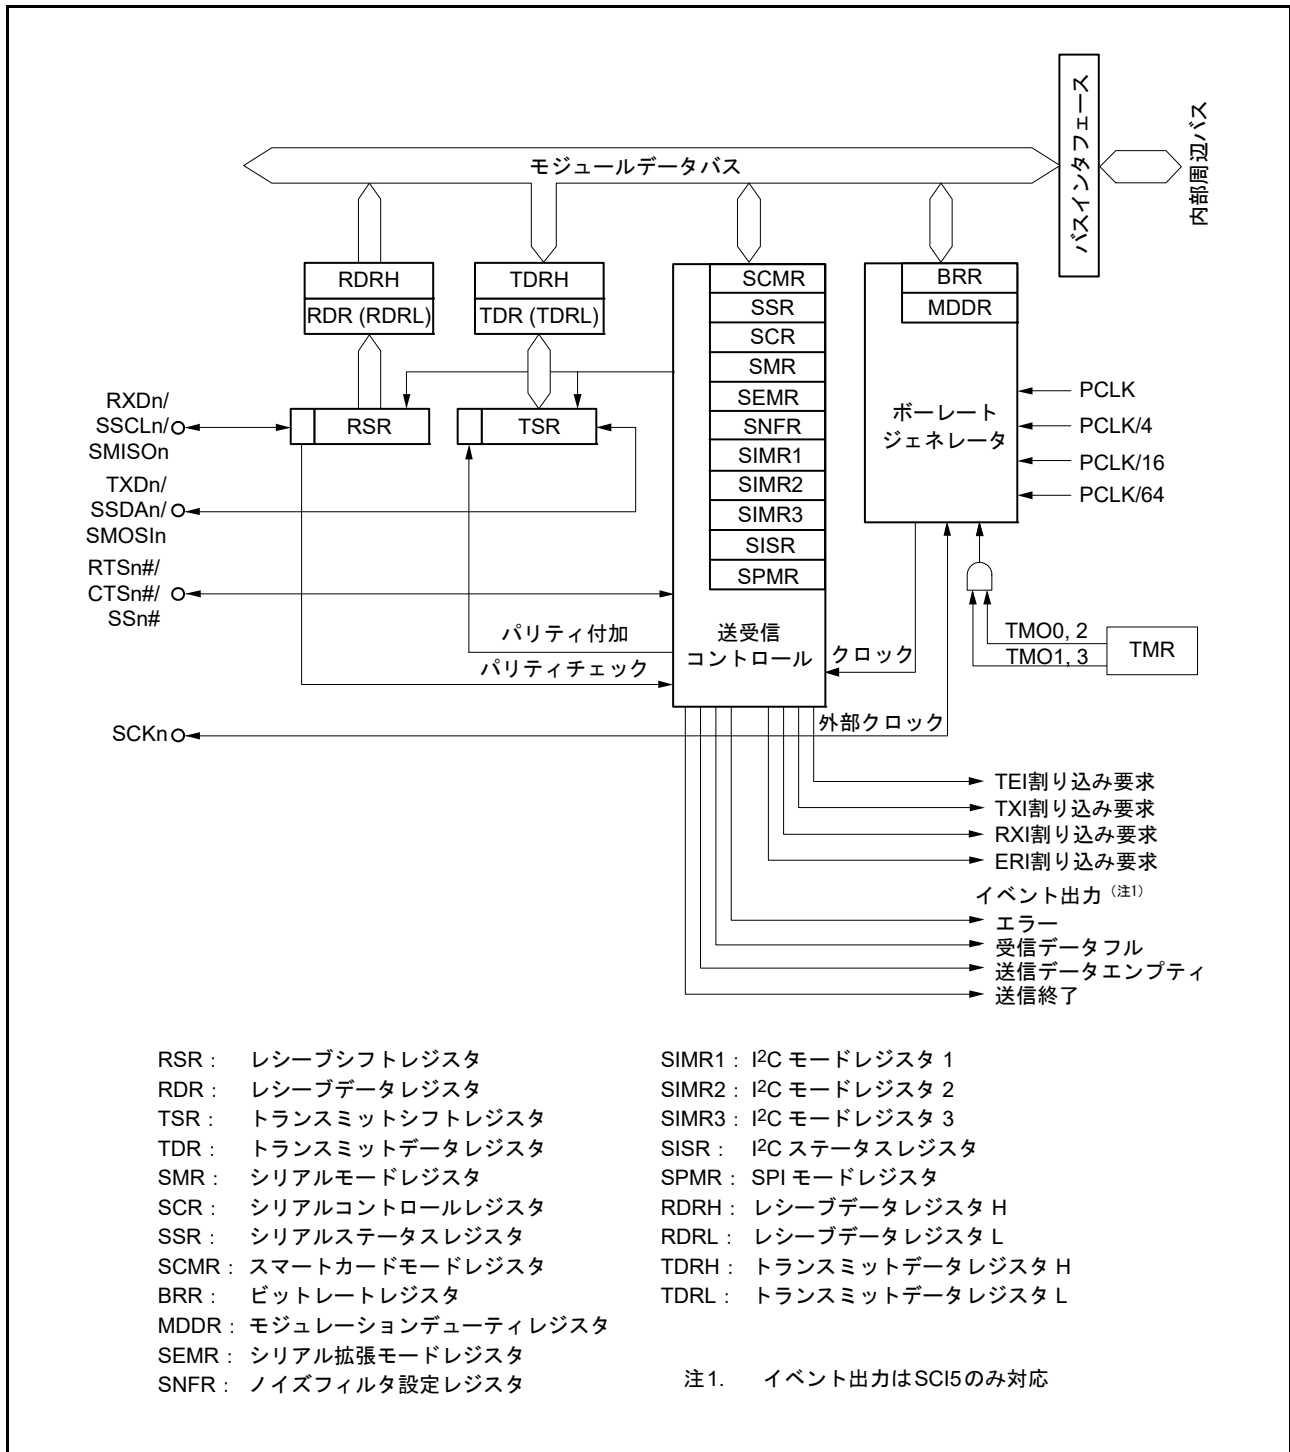 モジュールデータバス
バスインタフェース
内部周辺バス
RDRH
RDR (RDRL)
TDRH
TDR (TDRL)
SCMR
SSR
SCR
SMR
SEMR
SNFR
SIMR1
SIMR2
SIMR3
SISR
SPMR
送受信
コントロール
BRR
MDDR
ボーレート
ジェネレータ
PCLK
PCLK/4
PCLK/16
PCLK/64
RXDn/
SSCLn/
SMISOn
RSR
TSR
TXDn/
SSDAn/
SMOSIn
RTSn#/
CTSn#/
SSn#
パリティ付加
パリティチェック
クロック
TMO0, 2
TMO1, 3
TMR
SCKn
外部クロック
TEI割り込み要求
TXI割り込み要求
RXI割り込み要求
ERI割り込み要求
イベント出力（注1）
エラー
受信データフル
送信データエンプティ
送信終了
RSR： レシーブシフトレジスタ
RDR： レシーブデータレジスタ
TSR： トランスミットシフトレジスタ
TDR： トランスミットデータレジスタ
SMR： シリアルモードレジスタ
SCR： シリアルコントロールレジスタ
SSR： シリアルステータスレジスタ
SCMR： スマートカードモードレジスタ
BRR： ビットレートレジスタ
MDDR： モジュレーションデューティレジスタ
SEMR： シリアル拡張モードレジスタ
SNFR： ノイズフィルタ設定レジスタ
SIMR1： I²C モードレジスタ 1
SIMR2： I²C モードレジスタ 2
SIMR3： I²C モードレジスタ 3
SISR： I²C ステータスレジスタ
SPMR： SPI モードレジスタ
RDRH： レシーブデータレジスタ H
RDRL： レシーブデータレジスタ L
TDRH： トランスミットデータレジスタ H
TDRL： トランスミットデータレジスタ L
注1. イベント出力はSCI5のみ対応